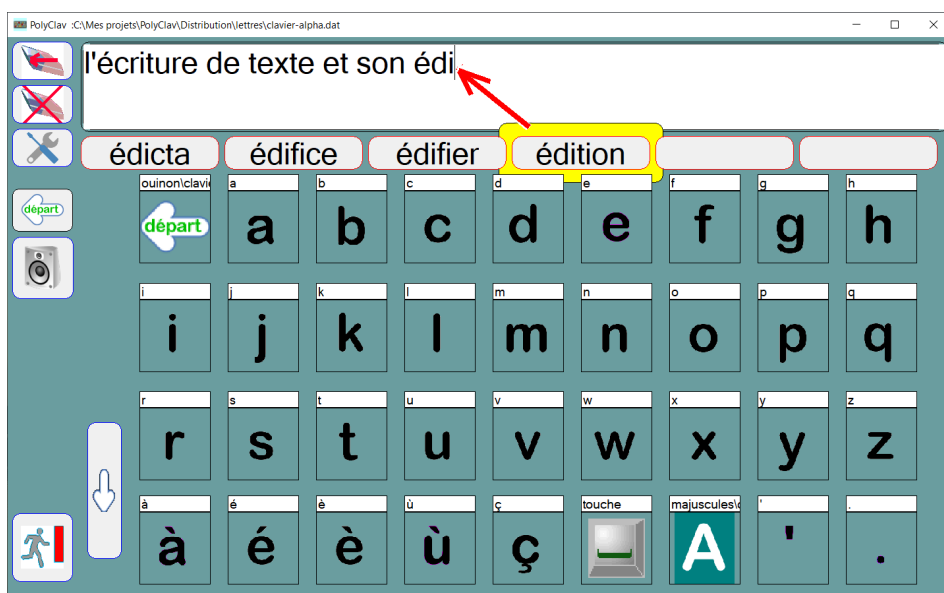 PolyClav :C:\Mes projets\PolyClav\Distribution\lettres\clavier-alpha.dat
l'écriture de texte et son édi
édicta édifice édifier édition
ouinon\clavi a b c d e f g h
départ départ a b c d e f g h
i j k l m n o p q
i j k l m n o p q
r s t u v w x y z
r s t u v w x y z
à é è ù ç touche majuscules\ ' .
à é è ù ç A ' .